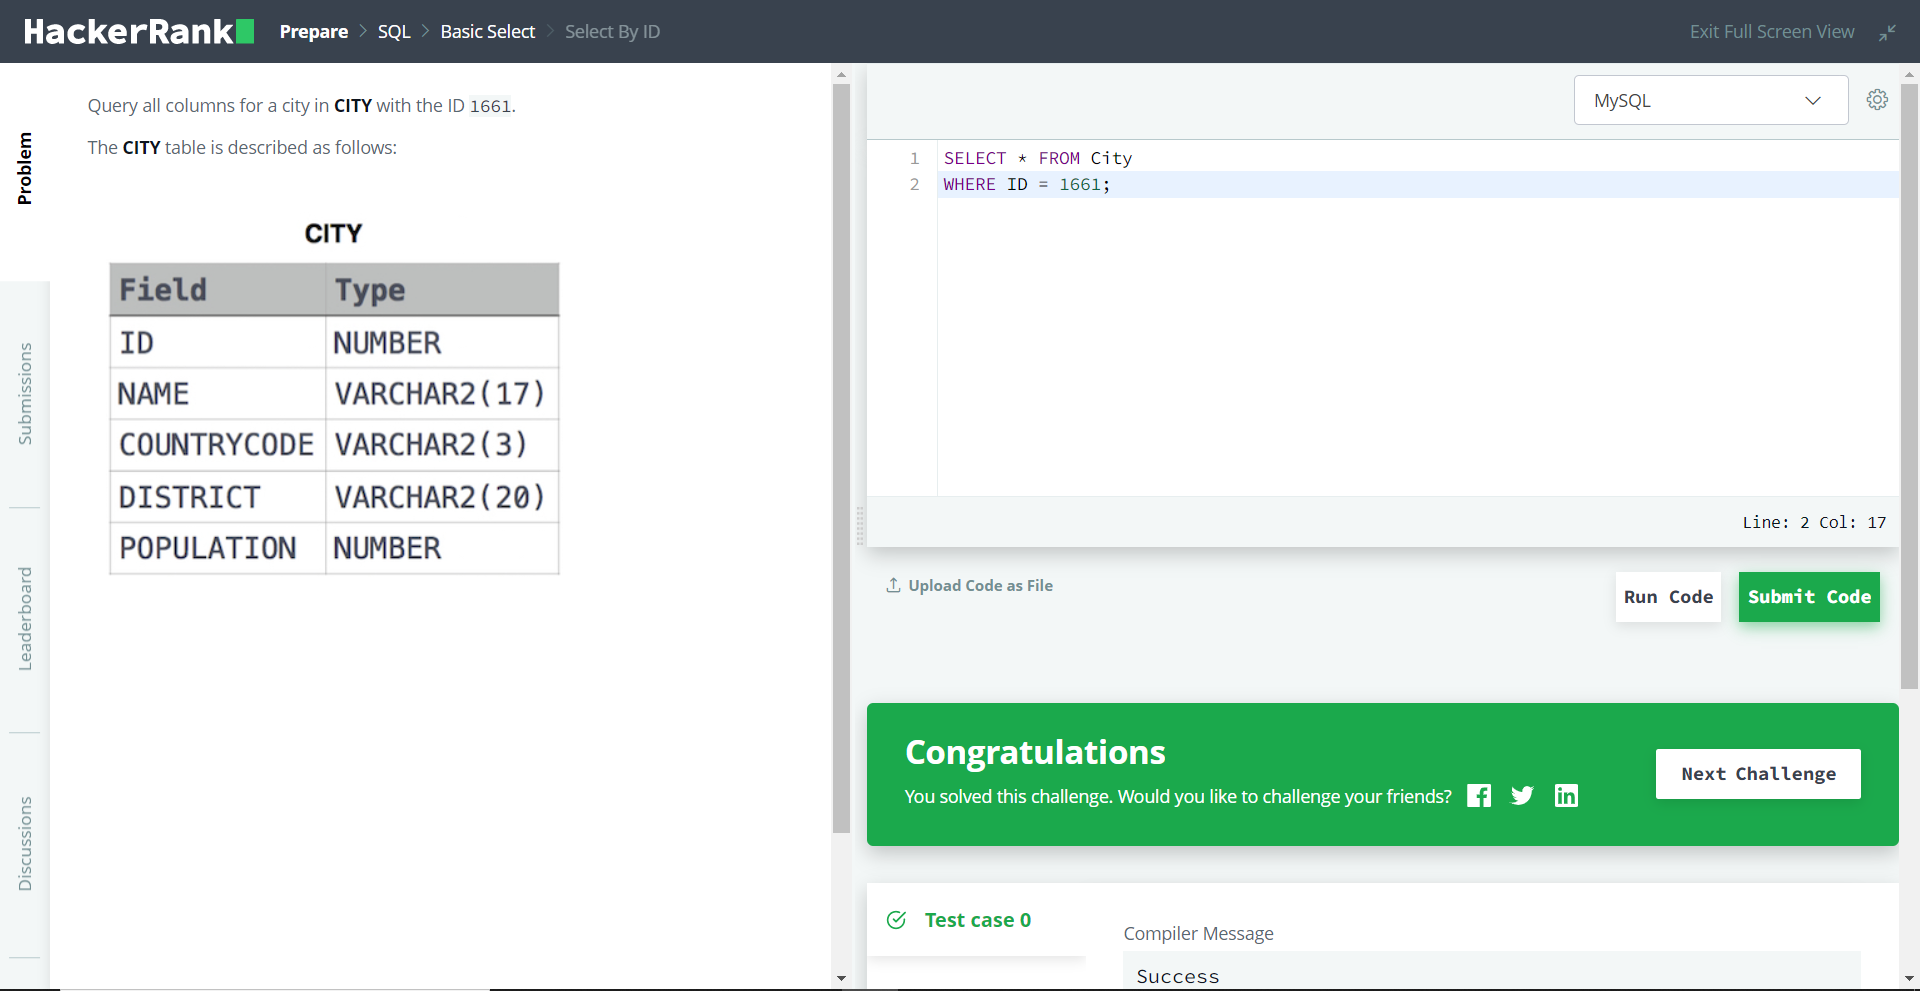 HackerRank Prepare > SQL > Basic Select > Select By ID Exit Full Screen View
Problem
Submissions
Leaderboard
Discussions
Query all columns for a city in CITY with the ID 1661.
The CITY table is described as follows:
CITY
Field Type
ID NUMBER
NAME VARCHAR2(17)
COUNTRYCODE VARCHAR2(3)
DISTRICT VARCHAR2(20)
POPULATION NUMBER
MySQL
1 SELECT * FROM City
2 WHERE ID = 1661;
Line: 2 Col: 17
Upload Code as File
Run Code
Submit Code
Congratulations
You solved this challenge. Would you like to challenge your friends?
Next Challenge
Test case 0
Compiler Message
Success